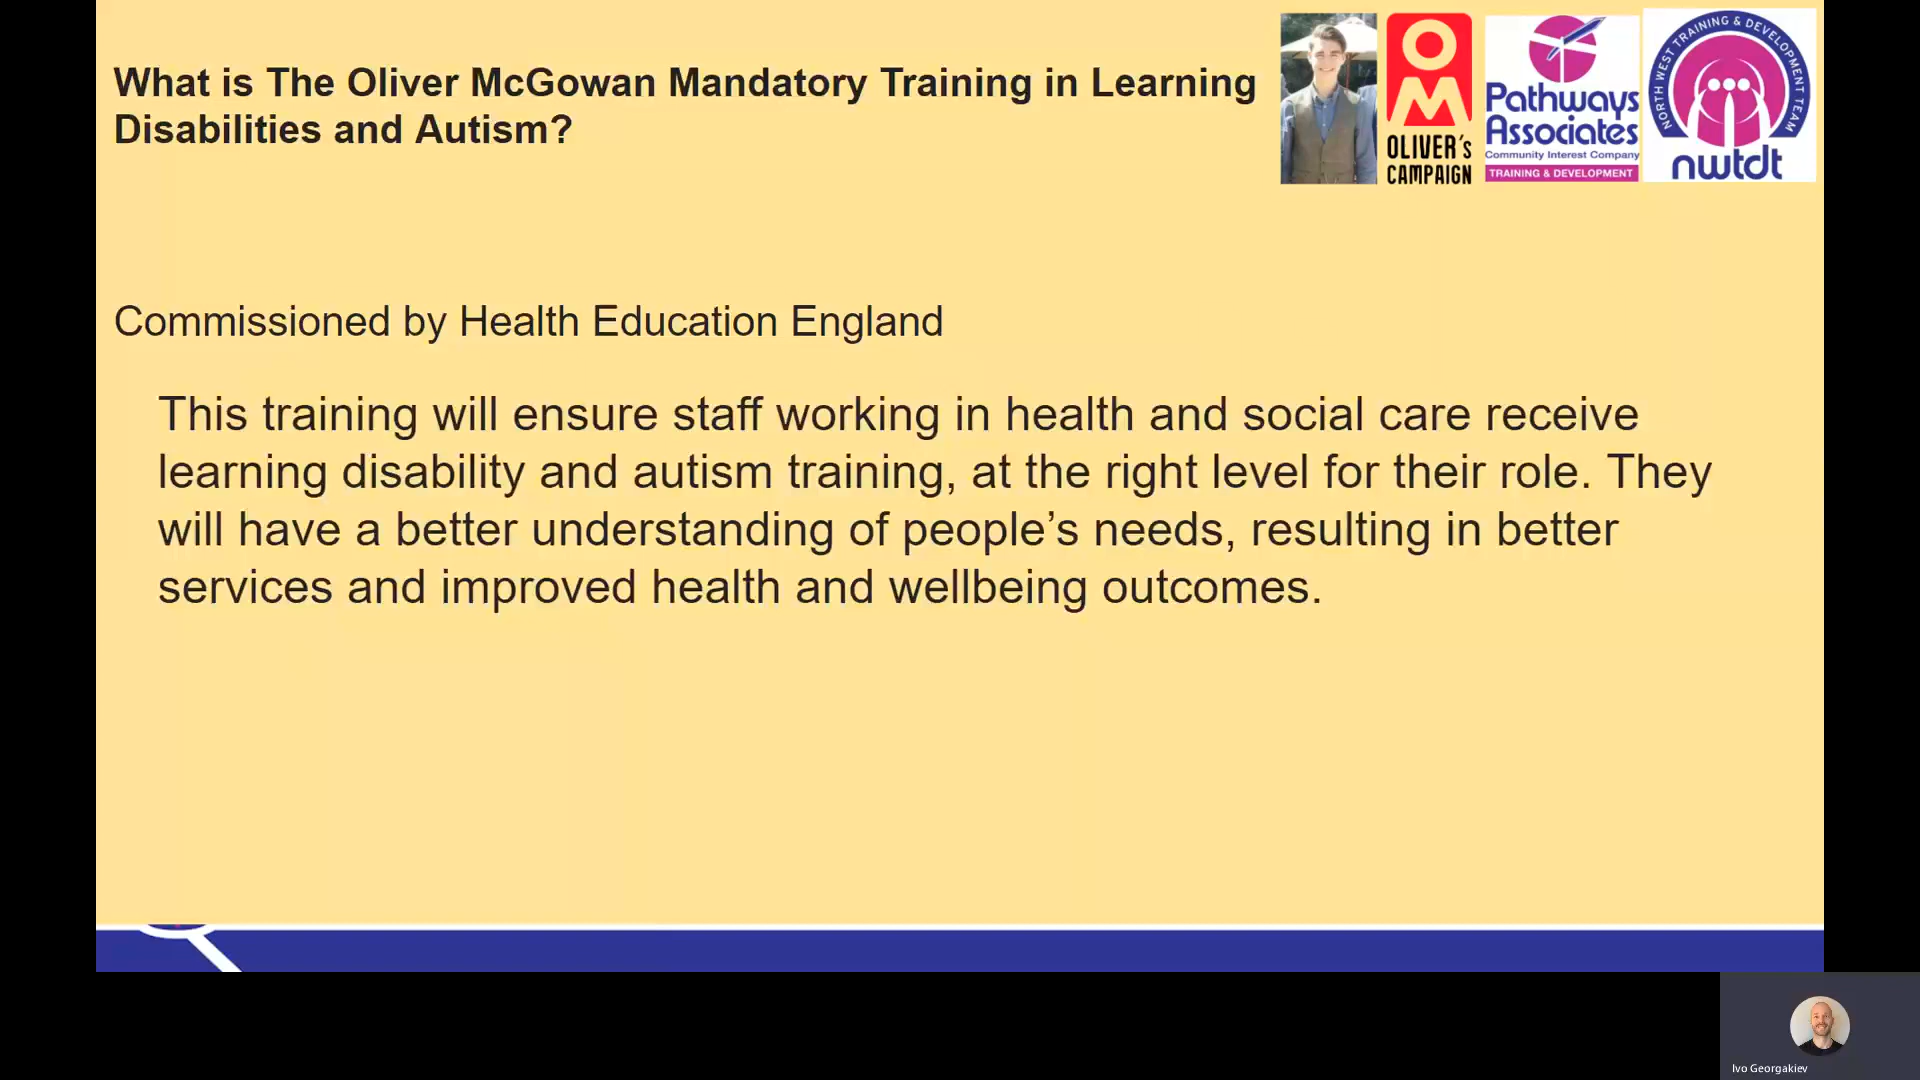 What is The Oliver McGowan Mandatory Training in Learning
Disabilities and Autism?
OLIVER's
CAMPAIGN
Pathways
Associates
Community Interest Company
TRAINING & DEVELOPMENT
NORTH WEST TRAINING & DEVELOPMENT TEAM
nwtdt
Commissioned by Health Education England
This training will ensure staff working in health and social care receive
learning disability and autism training, at the right level for their role. They
will have a better understanding of people’s needs, resulting in better
services and improved health and wellbeing outcomes.
Ivo Georgakiev